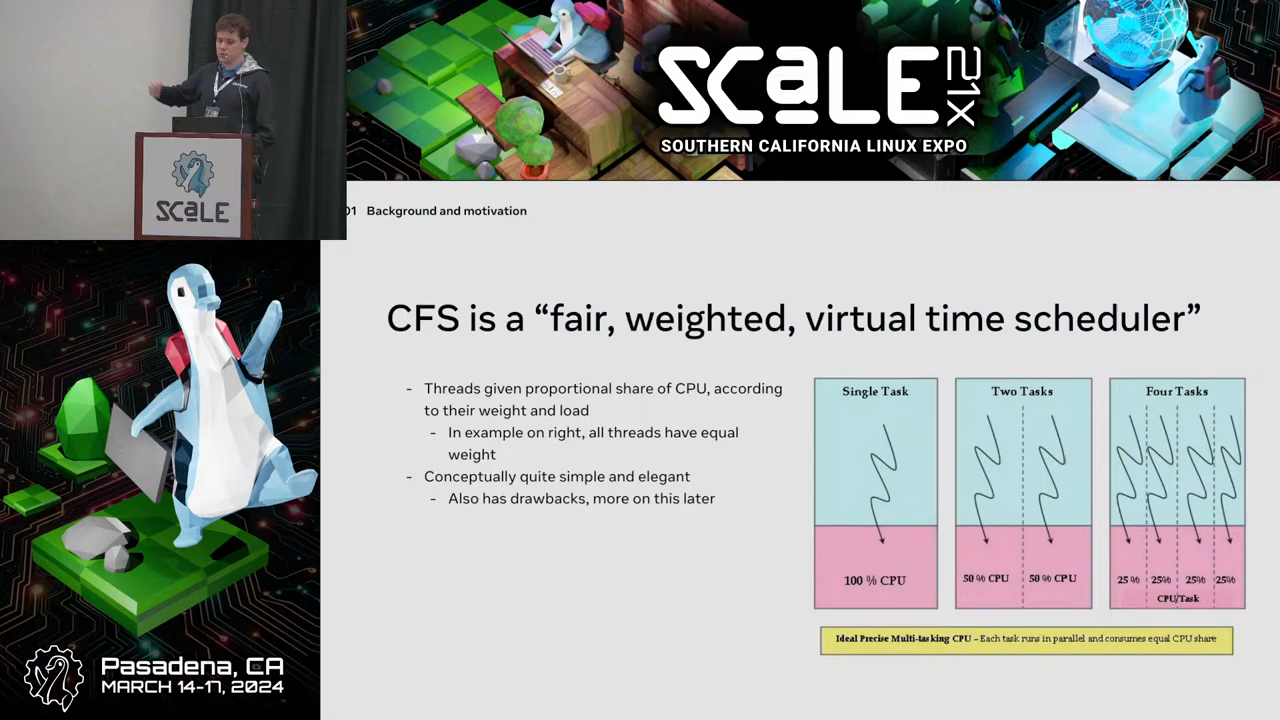 SCaLE 21X
SOUTHERN CALIFORNIA LINUX EXPO
SCaLE
01 Background and motivation
CFS is a “fair, weighted, virtual time scheduler”
- Threads given proportional share of CPU, according
to their weight and load
- In example on right, all threads have equal
weight
- Conceptually quite simple and elegant
- Also has drawbacks, more on this later
Single Task
100 % CPU
Two Tasks
50 % CPU 50 % CPU
Four Tasks
25 % 25% 25% 25%
CPU/Task
Ideal Precise Multi-tasking CPU – Each task runs in parallel and consumes equal CPU share
Pasadena, CA
MARCH 14-17, 2024